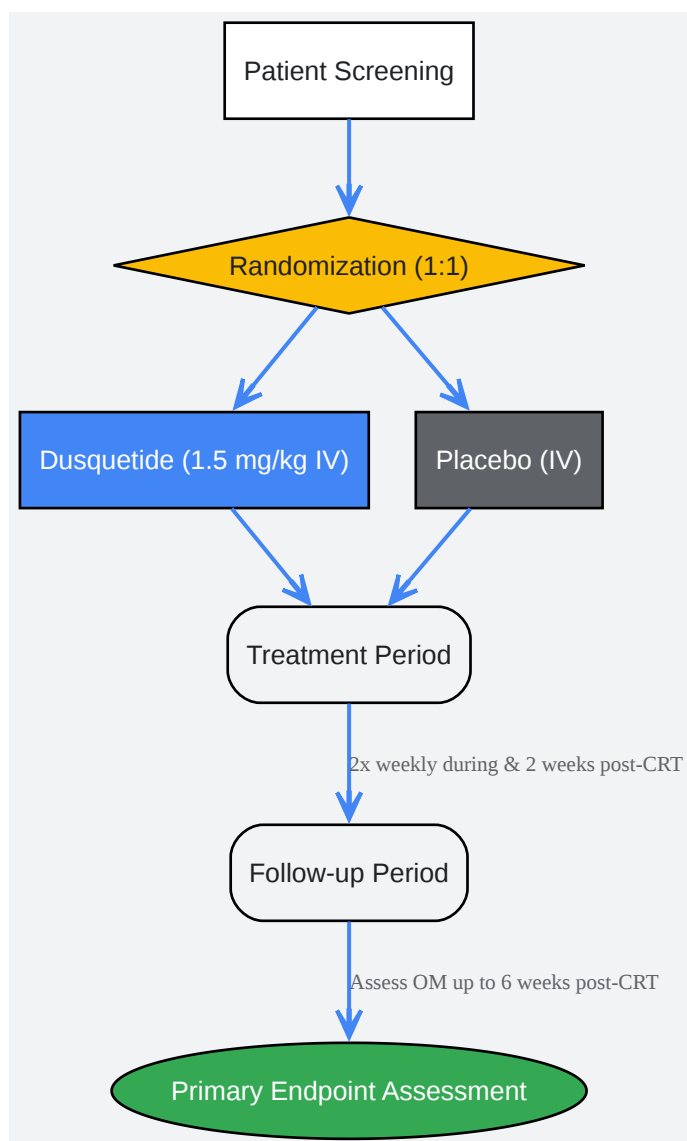 Patient Screening
Randomization (1:1)
Dusquetide (1.5 mg/kg IV)
Placebo (IV)
Treatment Period
2x weekly during & 2 weeks post-CRT
Follow-up Period
Assess OM up to 6 weeks post-CRT
Primary Endpoint Assessment